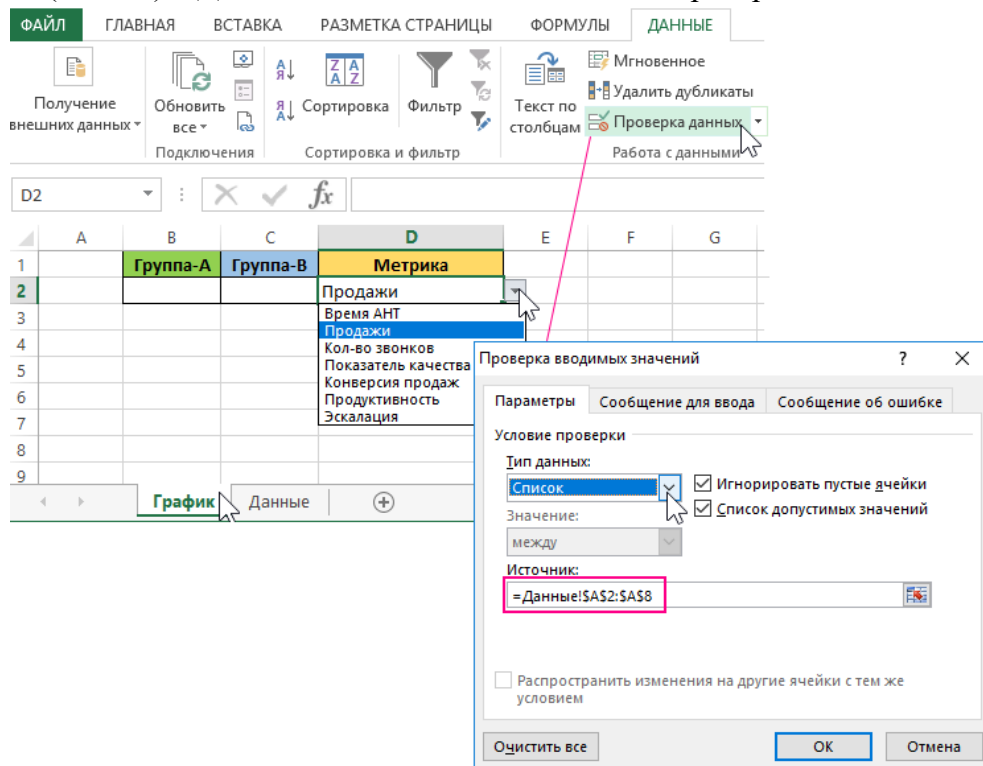 ФАЙЛ ГЛАВНАЯ ВСТАВКА РАЗМЕТКА СТРАНИЦЫ ФОРМУЛЫ ДАННЫЕ
Получение внешних данных
Обновить все
Сортировка
Фильтр
Текст по столбцам
Мгновенное
Удалить дубликаты
Проверка данных
Подключения
Сортировка и фильтр
Работа с данными
D2
fx
A B C D E F G
1 Группа-А Группа-В Метрика
2 Продажи
3 Время АНТ
Продажи
4 Кол-во звонков
5 Показатель качества
Конверсия продаж
6 Продуктивность
7 Эскалация
8
9
График Данные
Проверка вводимых значений ?
Параметры Сообщение для ввода Сообщение об ошибке
Условие проверки
Тип данных:
Список
Игнорировать пустые ячейки
Значение:
Список допустимых значений
между
Источник:
=Данные!$A$2:$A$8
Распространить изменения на другие ячейки с тем же
условием
Очистить все ОК Отмена